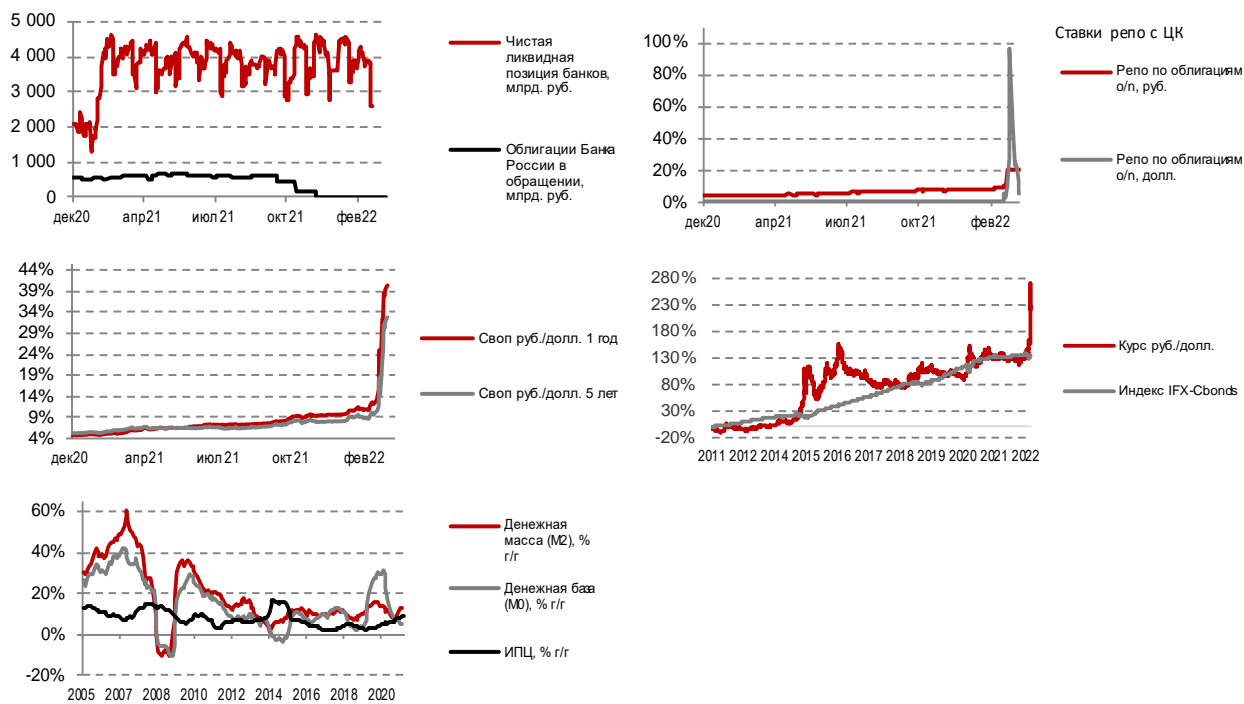 5 000
4 000
3 000
2 000
1 000
0
дек20 апр21 июл21 окт21 фев22
Чистая
ликвидная
позиция банков,
млрд. руб.
Облигации Банка
России в
обращении,
млрд. руб.
Ставки репо с ЦК
100%
80%
60%
40%
20%
0%
дек20 апр21 июл21 окт21 фев22
Репо по облигациям
o/n, руб.
Репо по облигациям
o/n, долл.
44%
39%
34%
29%
24%
19%
14%
9%
4%
дек20 апр21 июл21 окт21 фев22
Своп руб./долл. 1 год
Своп руб./долл. 5 лет
280%
230%
180%
130%
80%
30%
-20%
2011 2012 2014 2015 2016 2017 2018 2019 2020 2021 2022
Курс руб./долл.
Индекс IFX-Cbonds
60%
40%
20%
0%
-20%
2005 2007 2008 2010 2012 2014 2016 2018 2020
Денежная
масса (М2), %
г/г
Денежная база
(М0), % г/г
ИПЦ, % г/г